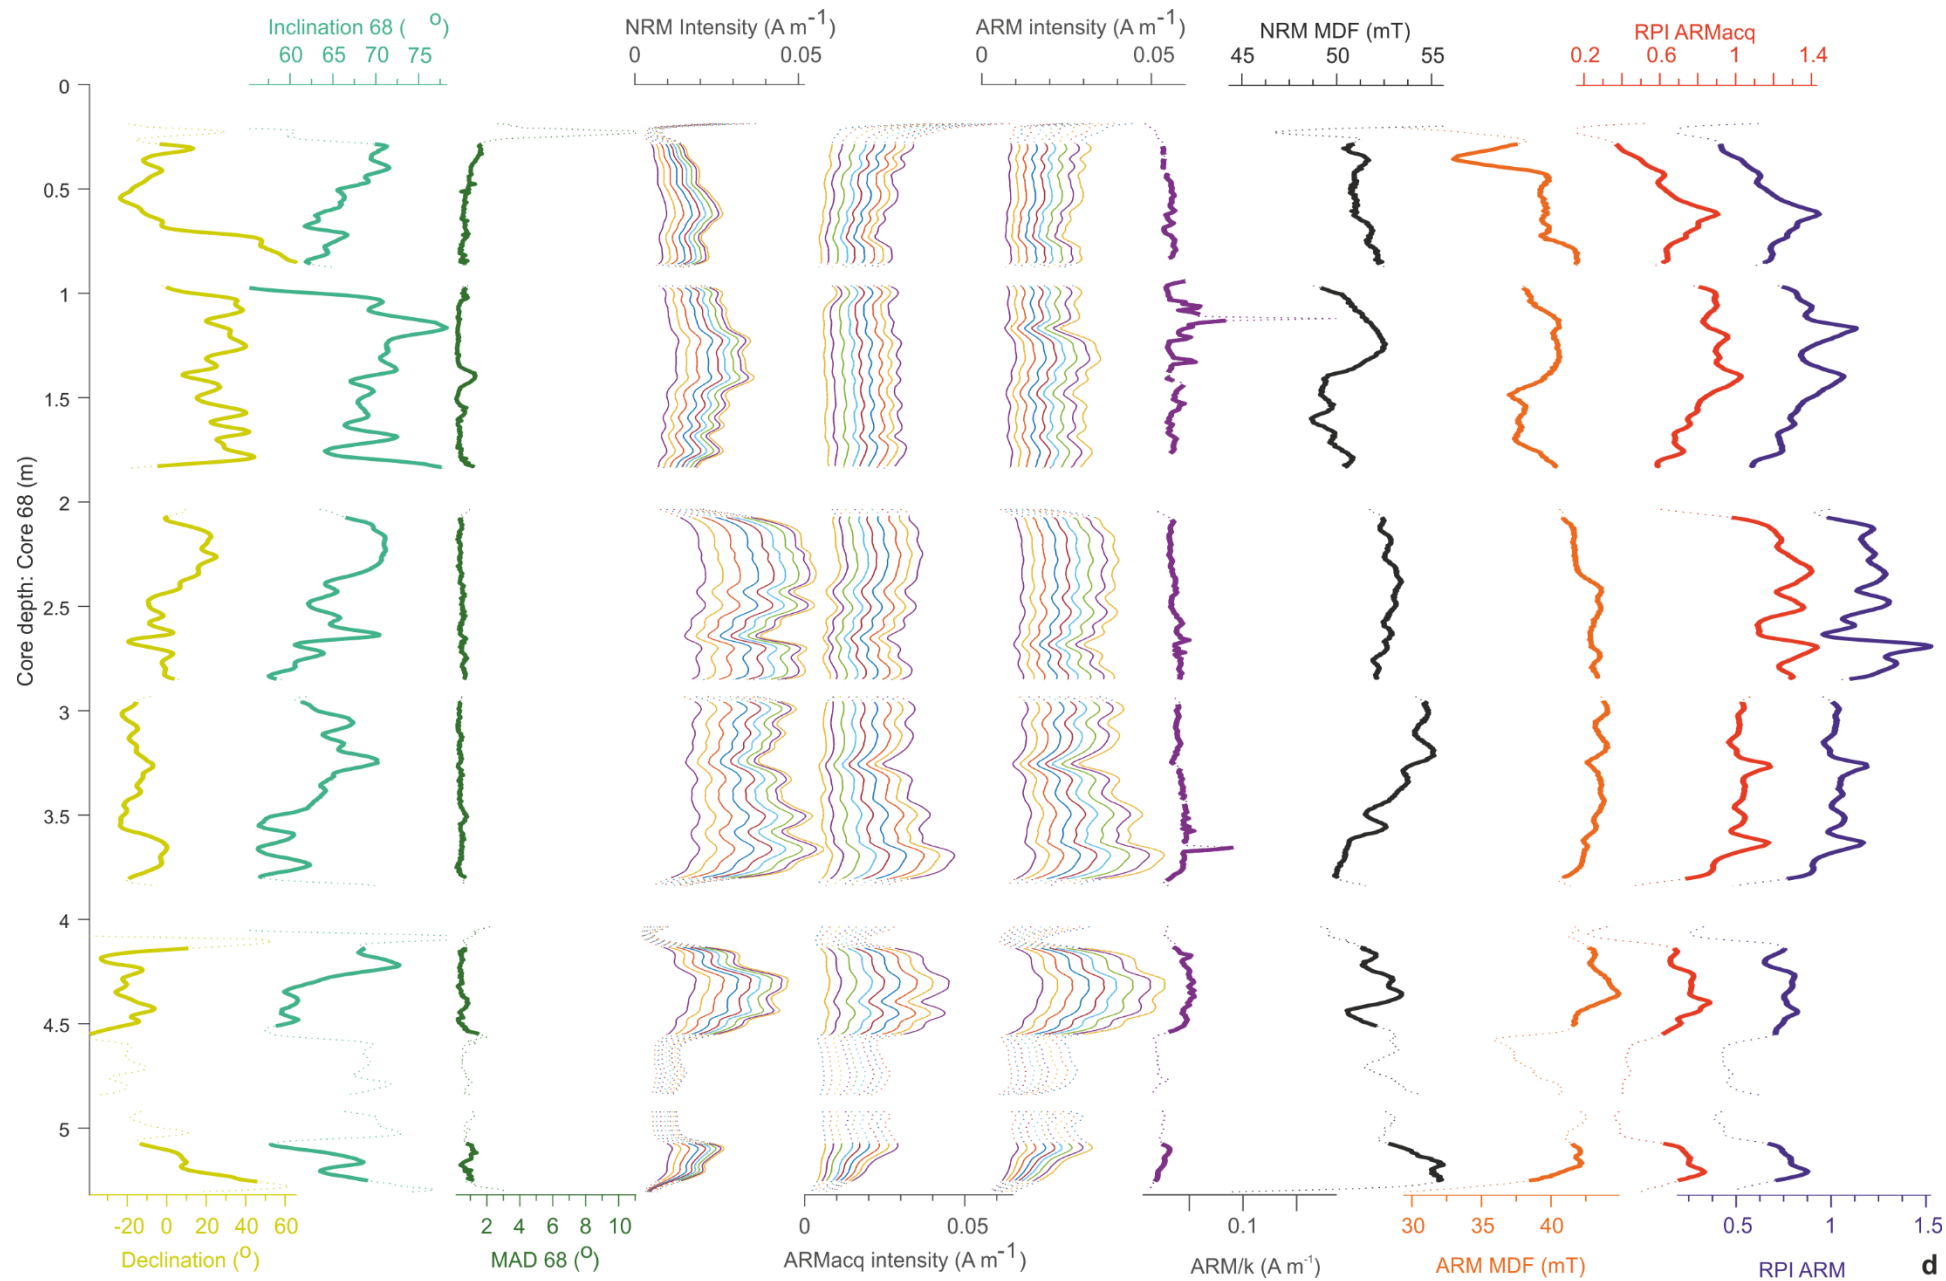 Inclination 68 ( o)
60 65 70 75
NRM Intensity (A m-1)
0 0.05
ARM intensity (A m-1)
0 0.05
NRM MDF (mT)
45 50 55
RPI ARMacq
0.2 0.6 1 1.4
Core depth: Core 68 (m)
0
0.5
1
1.5
2
2.5
3
3.5
4
4.5
5
-20 0 20 40 60
Declination (o)
2 4 6 8 10
MAD 68 (o)
0 0.05
ARMacq intensity (A m-1)
0.1
ARM/k (A m-1)
30 35 40
ARM MDF (mT)
0.5 1 1.5
RPI ARM
d